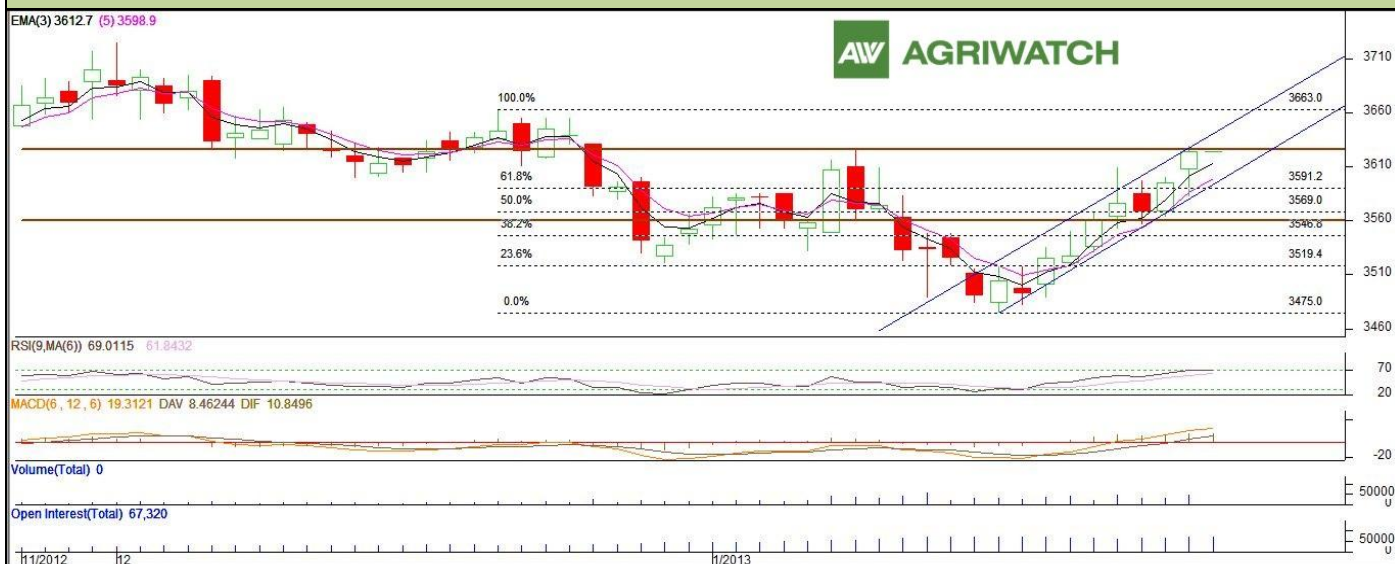 EMA(3) 3612.7 (5) 3598.9
AW AGRIWATCH
3710
100.0% 3663.0
3660
3610
61.8% 3591.2
50.0% 3569.0
3560
38.2% 3546.8
23.6% 3519.4
3510
0.0% 3475.0
3460
RSI(9,MA(6)) 69.0115 61.8432
70
20
MACD(6 , 12 , 6) 19.3121 DAV 8.46244 DIF 10.8496
-20
Volume(Total) 0
50000
0
Open Interest(Total) 67,320
50000
0
11/2012 12 1/2013